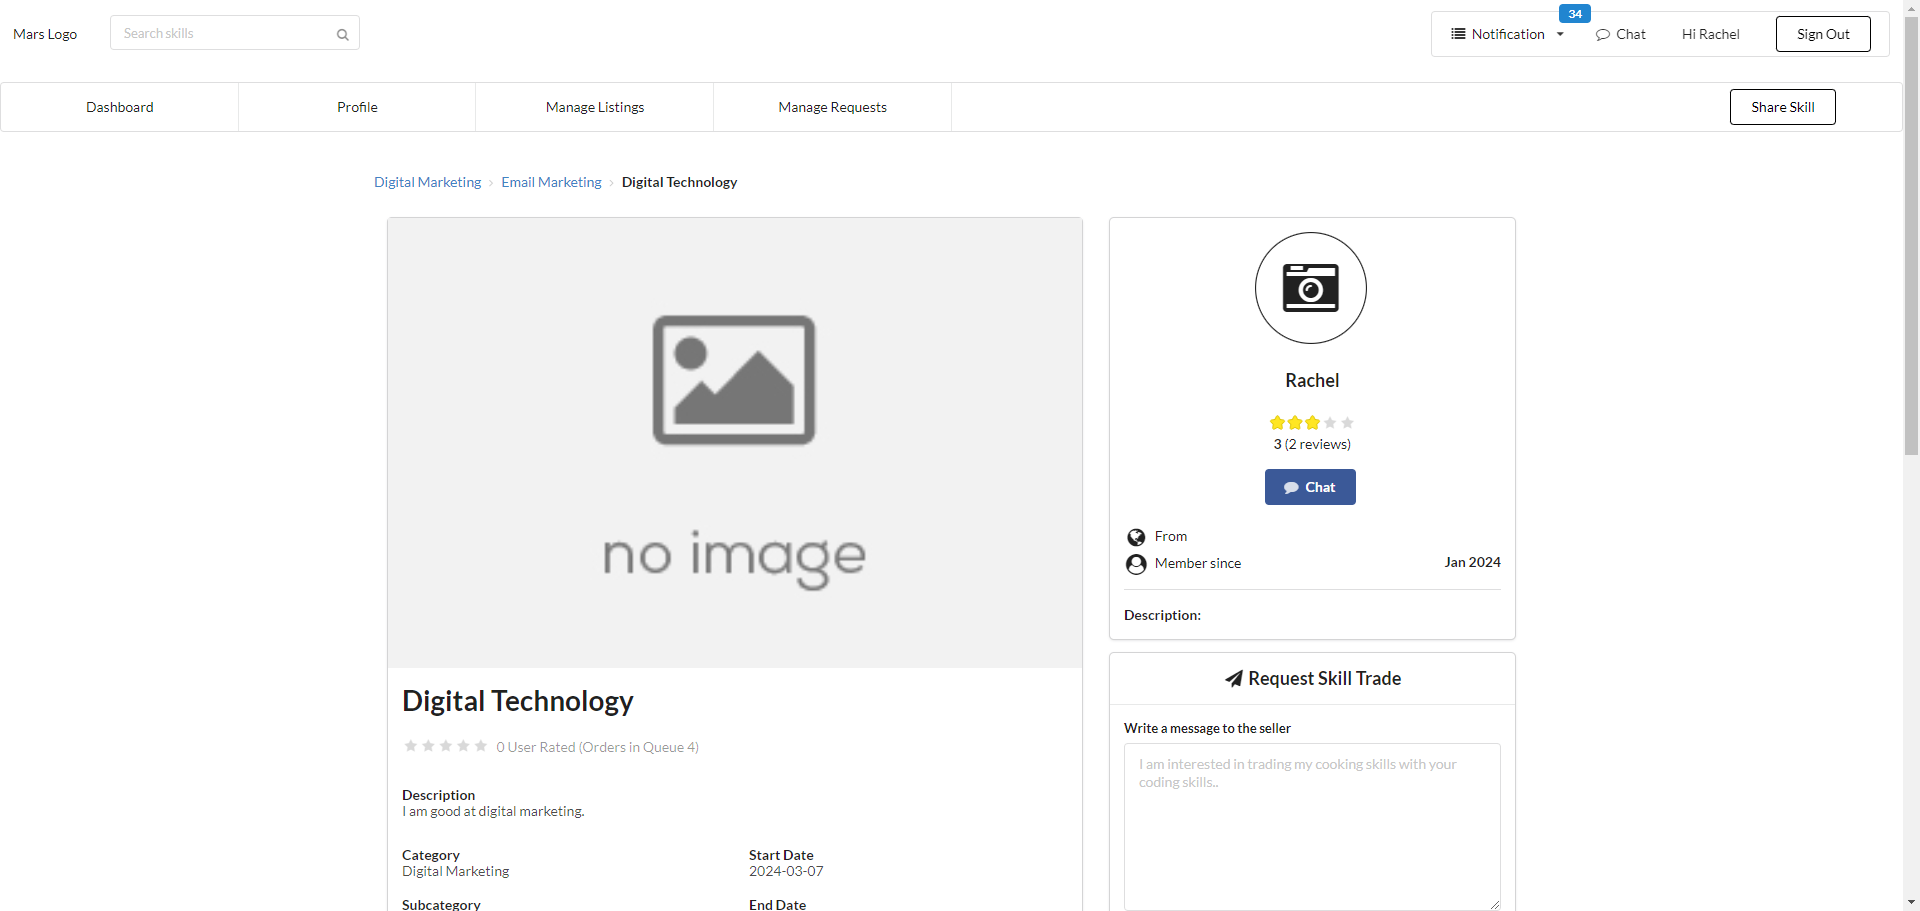 Mars Logo
Search skills
34
Notification
Chat
Hi Rachel
Sign Out
Dashboard
Profile
Manage Listings
Manage Requests
Share Skill
Digital Marketing › Email Marketing › Digital Technology
no image
Digital Technology
0 User Rated (Orders in Queue 4)
Description
I am good at digital marketing.
Category
Digital Marketing
Start Date
2024-03-07
Subcategory
End Date
Rachel
3 (2 reviews)
Chat
From
Member since
Jan 2024
Description:
Request Skill Trade
Write a message to the seller
I am interested in trading my cooking skills with your
coding skills..